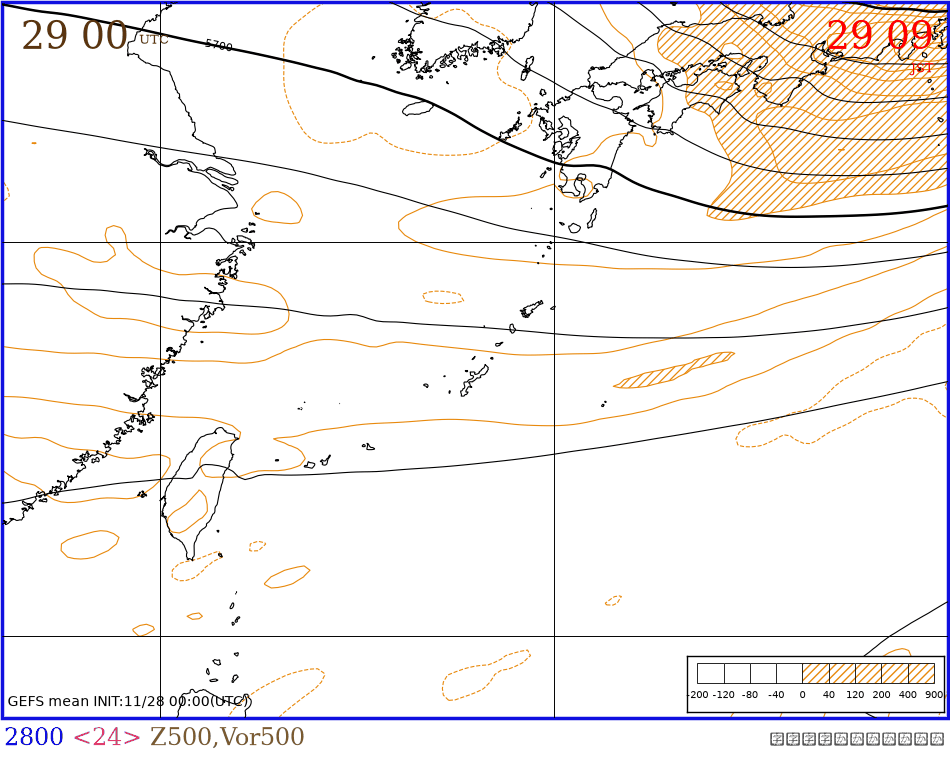 29 00 UTC
29 09 JST
5700
-200 -120 -80 -40 0 40 120 200 400 900
GEFS mean INIT:11/28 00:00(UTC)
2800 <24> Z500,Vor500